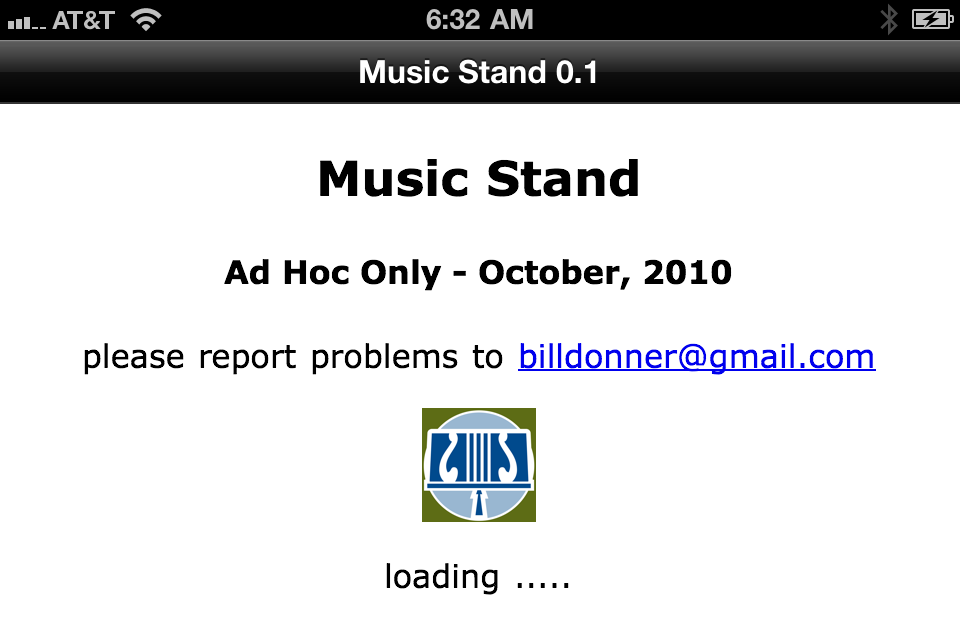 AT&T 6:32 AM
Music Stand 0.1
Music Stand
Ad Hoc Only - October, 2010
please report problems to billdonner@gmail.com
loading .....